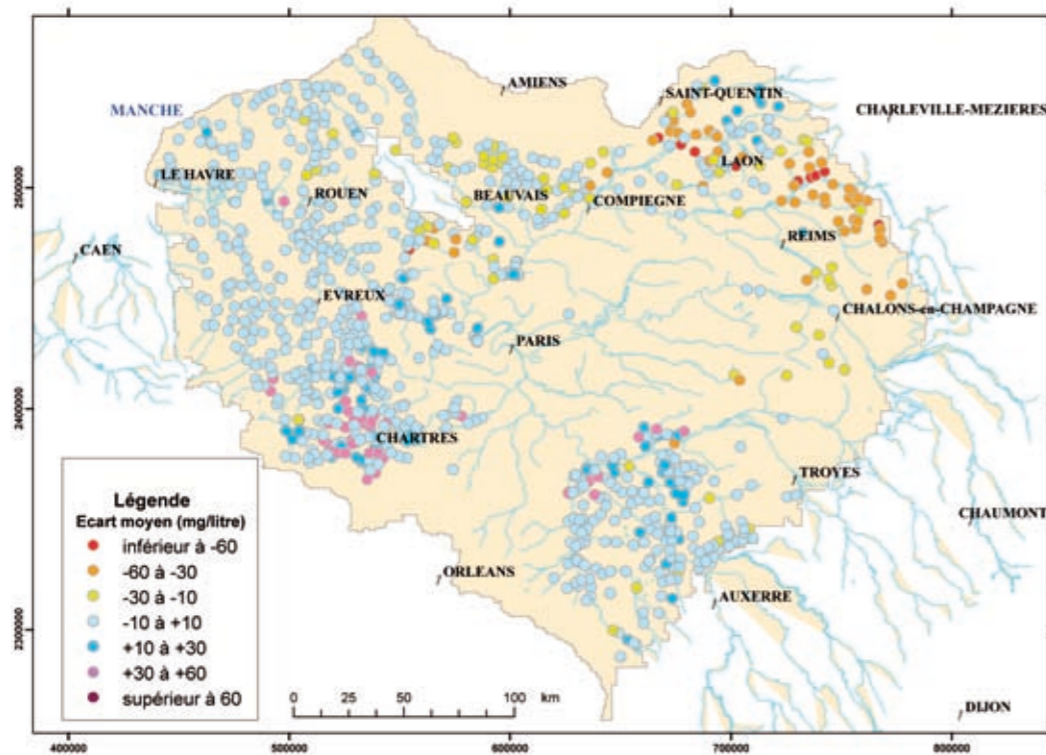 AMIENS
SAINT-QUENTIN
MANCHE
CHARLEVILLE-MEZIERES
LAON
LE HAVRE
ROUEN
BEAUVAIS
COMPIEGNE
CAEN
REIMS
EVREUX
CHALONS-en-CHAMPAGNE
PARIS
CHARTRES
TROYES
CHAUMONT
ORLEANS
AUXERRE
DIJON
Légende
Ecart moyen (mg/litre)
inférieur à -60
-60 à -30
-30 à -10
-10 à +10
+10 à +30
+30 à +60
supérieur à 60
0 25 50 100 km
2500000
2400000
2300000
400000 500000 600000 700000 800000